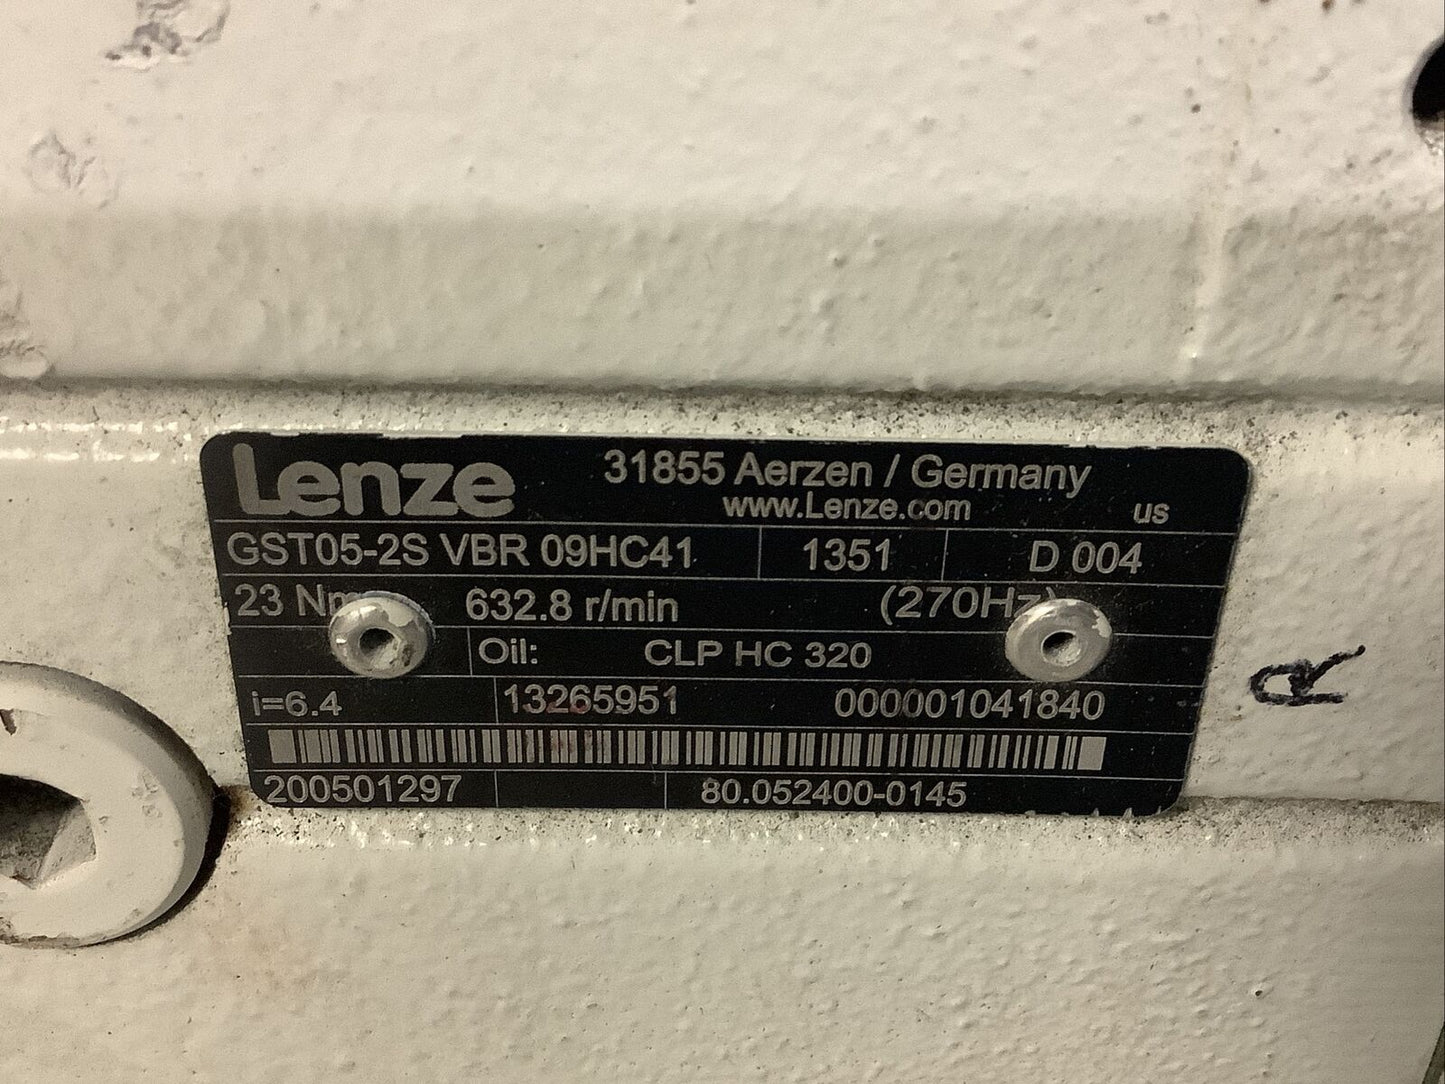 Lenze 31855 Aerzen / Germany
www.Lenze.com us
GST05-2S VBR 09HC41 1351 D 004
23 Nm 632.8 r/min (270Hz)
Oil: CLP HC 320
i=6.4 13265951 000001041840
200501297 80.052400-0145
R